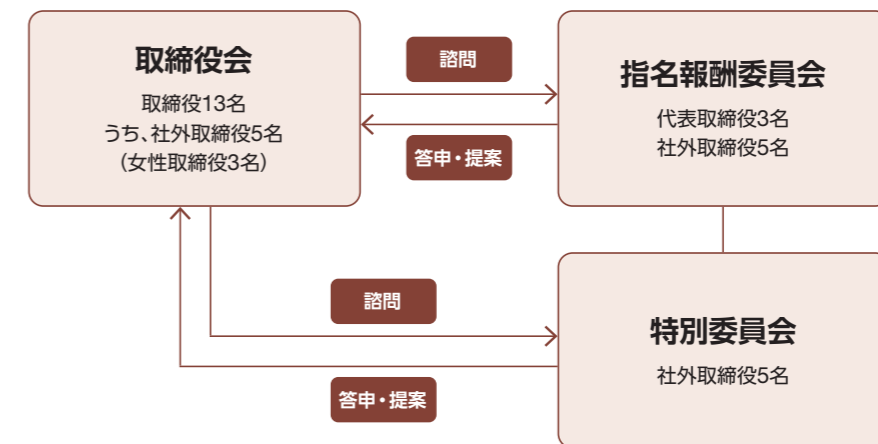 取締役会
取締役13名
うち、社外取締役5名
(女性取締役3名)
諮問
答申・提案
指名報酬委員会
代表取締役3名
社外取締役5名
諮問
答申・提案
特別委員会
社外取締役5名